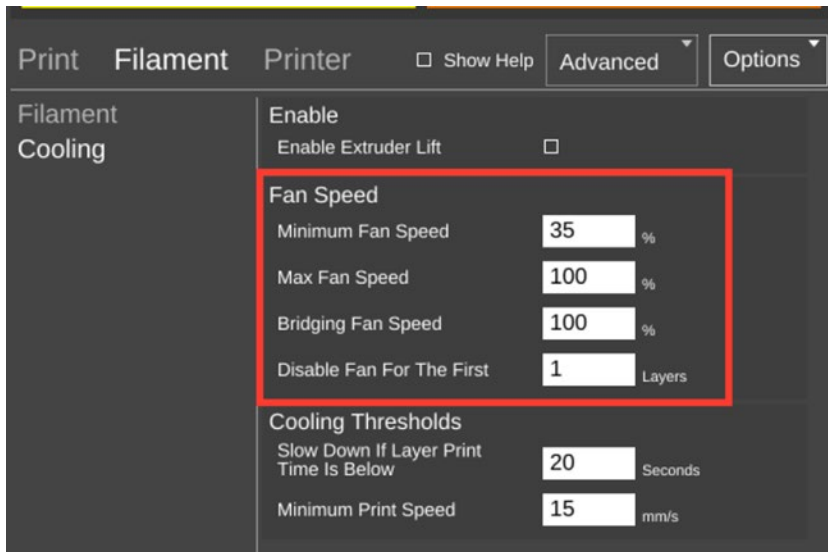 Print Filament Printer Show Help Advanced Options
Filament
Cooling
Enable
Enable Extruder Lift
Fan Speed
Minimum Fan Speed 35 %
Max Fan Speed 100 %
Bridging Fan Speed 100 %
Disable Fan For The First 1 Layers
Cooling Thresholds
Slow Down If Layer Print
Time Is Below 20 Seconds
Minimum Print Speed 15 mm/s